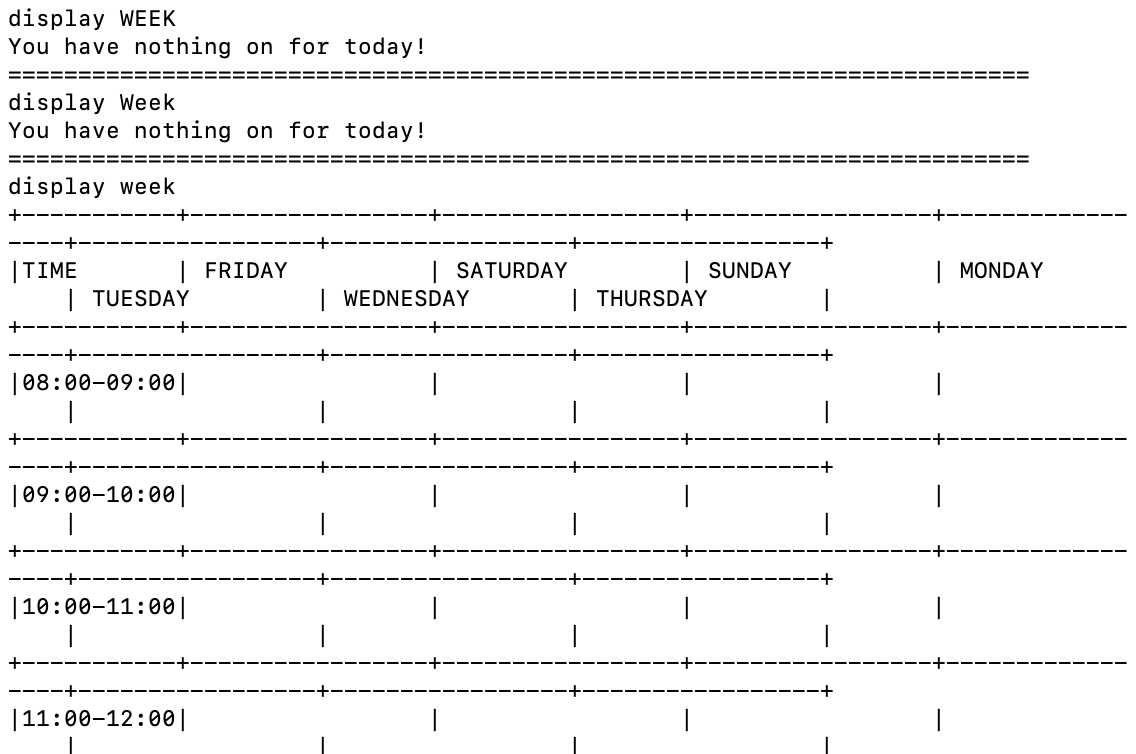 display WEEK
You have nothing on for today!
=========================================================================
display Week
You have nothing on for today!
=========================================================================
display week
+-----------+-----------------+-----------------+-----------------+-------------
----+-----------------+-----------------+-----------------+
|TIME       | FRIDAY          | SATURDAY        | SUNDAY          | MONDAY
    | TUESDAY         | WEDNESDAY       | THURSDAY        |
+-----------+-----------------+-----------------+-----------------+-------------
----+-----------------+-----------------+-----------------+
|08:00-09:00|                 |                 |                 |
    |                 |                 |                 |
+-----------+-----------------+-----------------+-----------------+-------------
----+-----------------+-----------------+-----------------+
|09:00-10:00|                 |                 |                 |
    |                 |                 |                 |
+-----------+-----------------+-----------------+-----------------+-------------
----+-----------------+-----------------+-----------------+
|10:00-11:00|                 |                 |                 |
    |                 |                 |                 |
+-----------+-----------------+-----------------+-----------------+-------------
----+-----------------+-----------------+-----------------+
|11:00-12:00|                 |                 |                 |
    |                 |                 |                 |